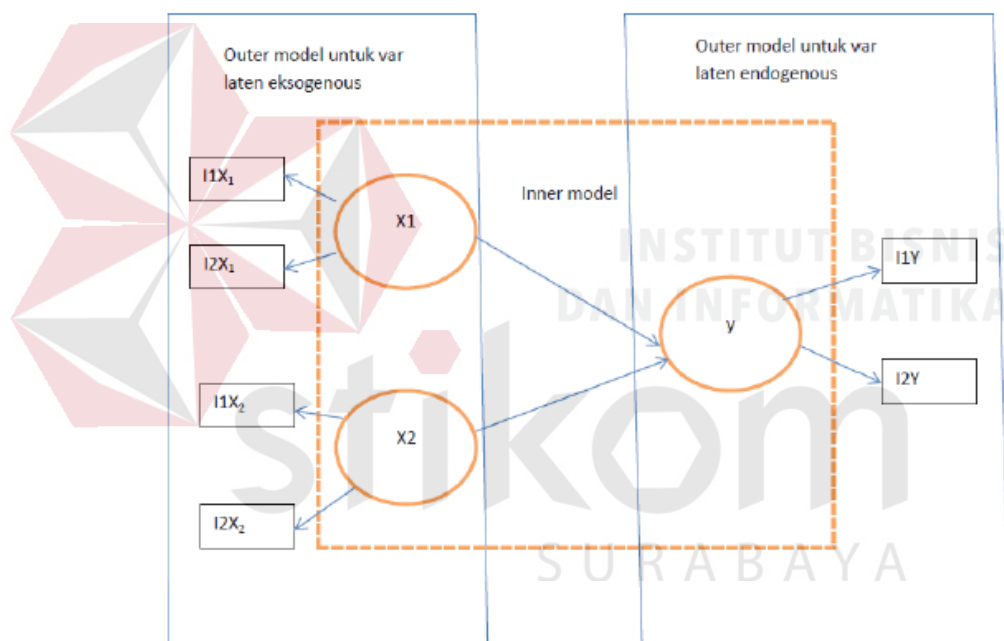 Outer model untuk var
laten eksogenous
Outer model untuk var
laten endogenous
I1X₁
X1
Inner model
I2X₁
INSTITUT BISNIS
DAN INFORMATIKA
I1Y
y
I2Y
I1X₂
X2
stikom
I2X₂
SURABAYA